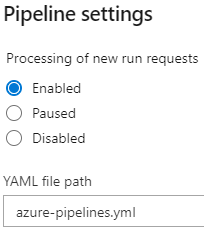 Pipeline settings
Processing of new run requests
Enabled
Paused
Disabled
YAML file path
azure-pipelines.yml